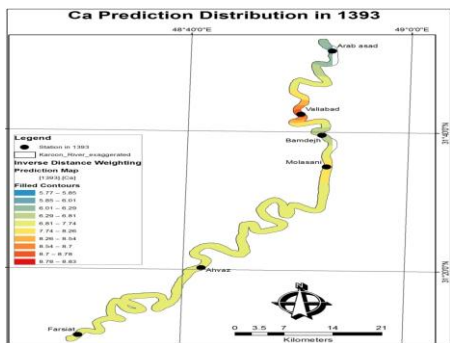 Ca Prediction Distribution in 1393
48°40'0"E
49°0'0"E
Arab asad
Valiabad
Bamdejh
Molasani
Ahvaz
Farsiat
Legend
Station in 1393
Karoon_River_exaggerated
Inverse Distance Weighting
Prediction Map
[1393].[Ca]
Filled Contours
5.77 – 5.85
5.85 – 6.01
6.01 – 6.29
6.29 – 6.81
6.81 – 7.74
7.74 – 8.26
8.26 – 8.54
8.54 – 8.7
8.7 – 8.78
8.78 – 8.83
0 3.5 7 14 21
Kilometers